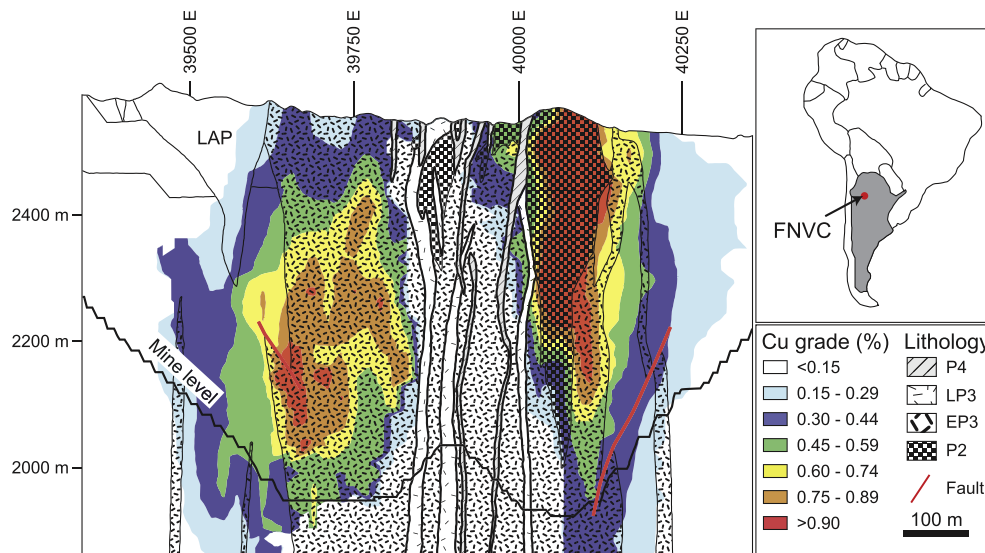 39500 E
39750 E
40000 E
40250 E
LAP
2400 m
2200 m
2000 m
Mine level
FNVC
Cu grade (%)
<0.15
0.15 - 0.29
0.30 - 0.44
0.45 - 0.59
0.60 - 0.74
0.75 - 0.89
>0.90
Lithology
P4
LP3
EP3
P2
Fault
100 m